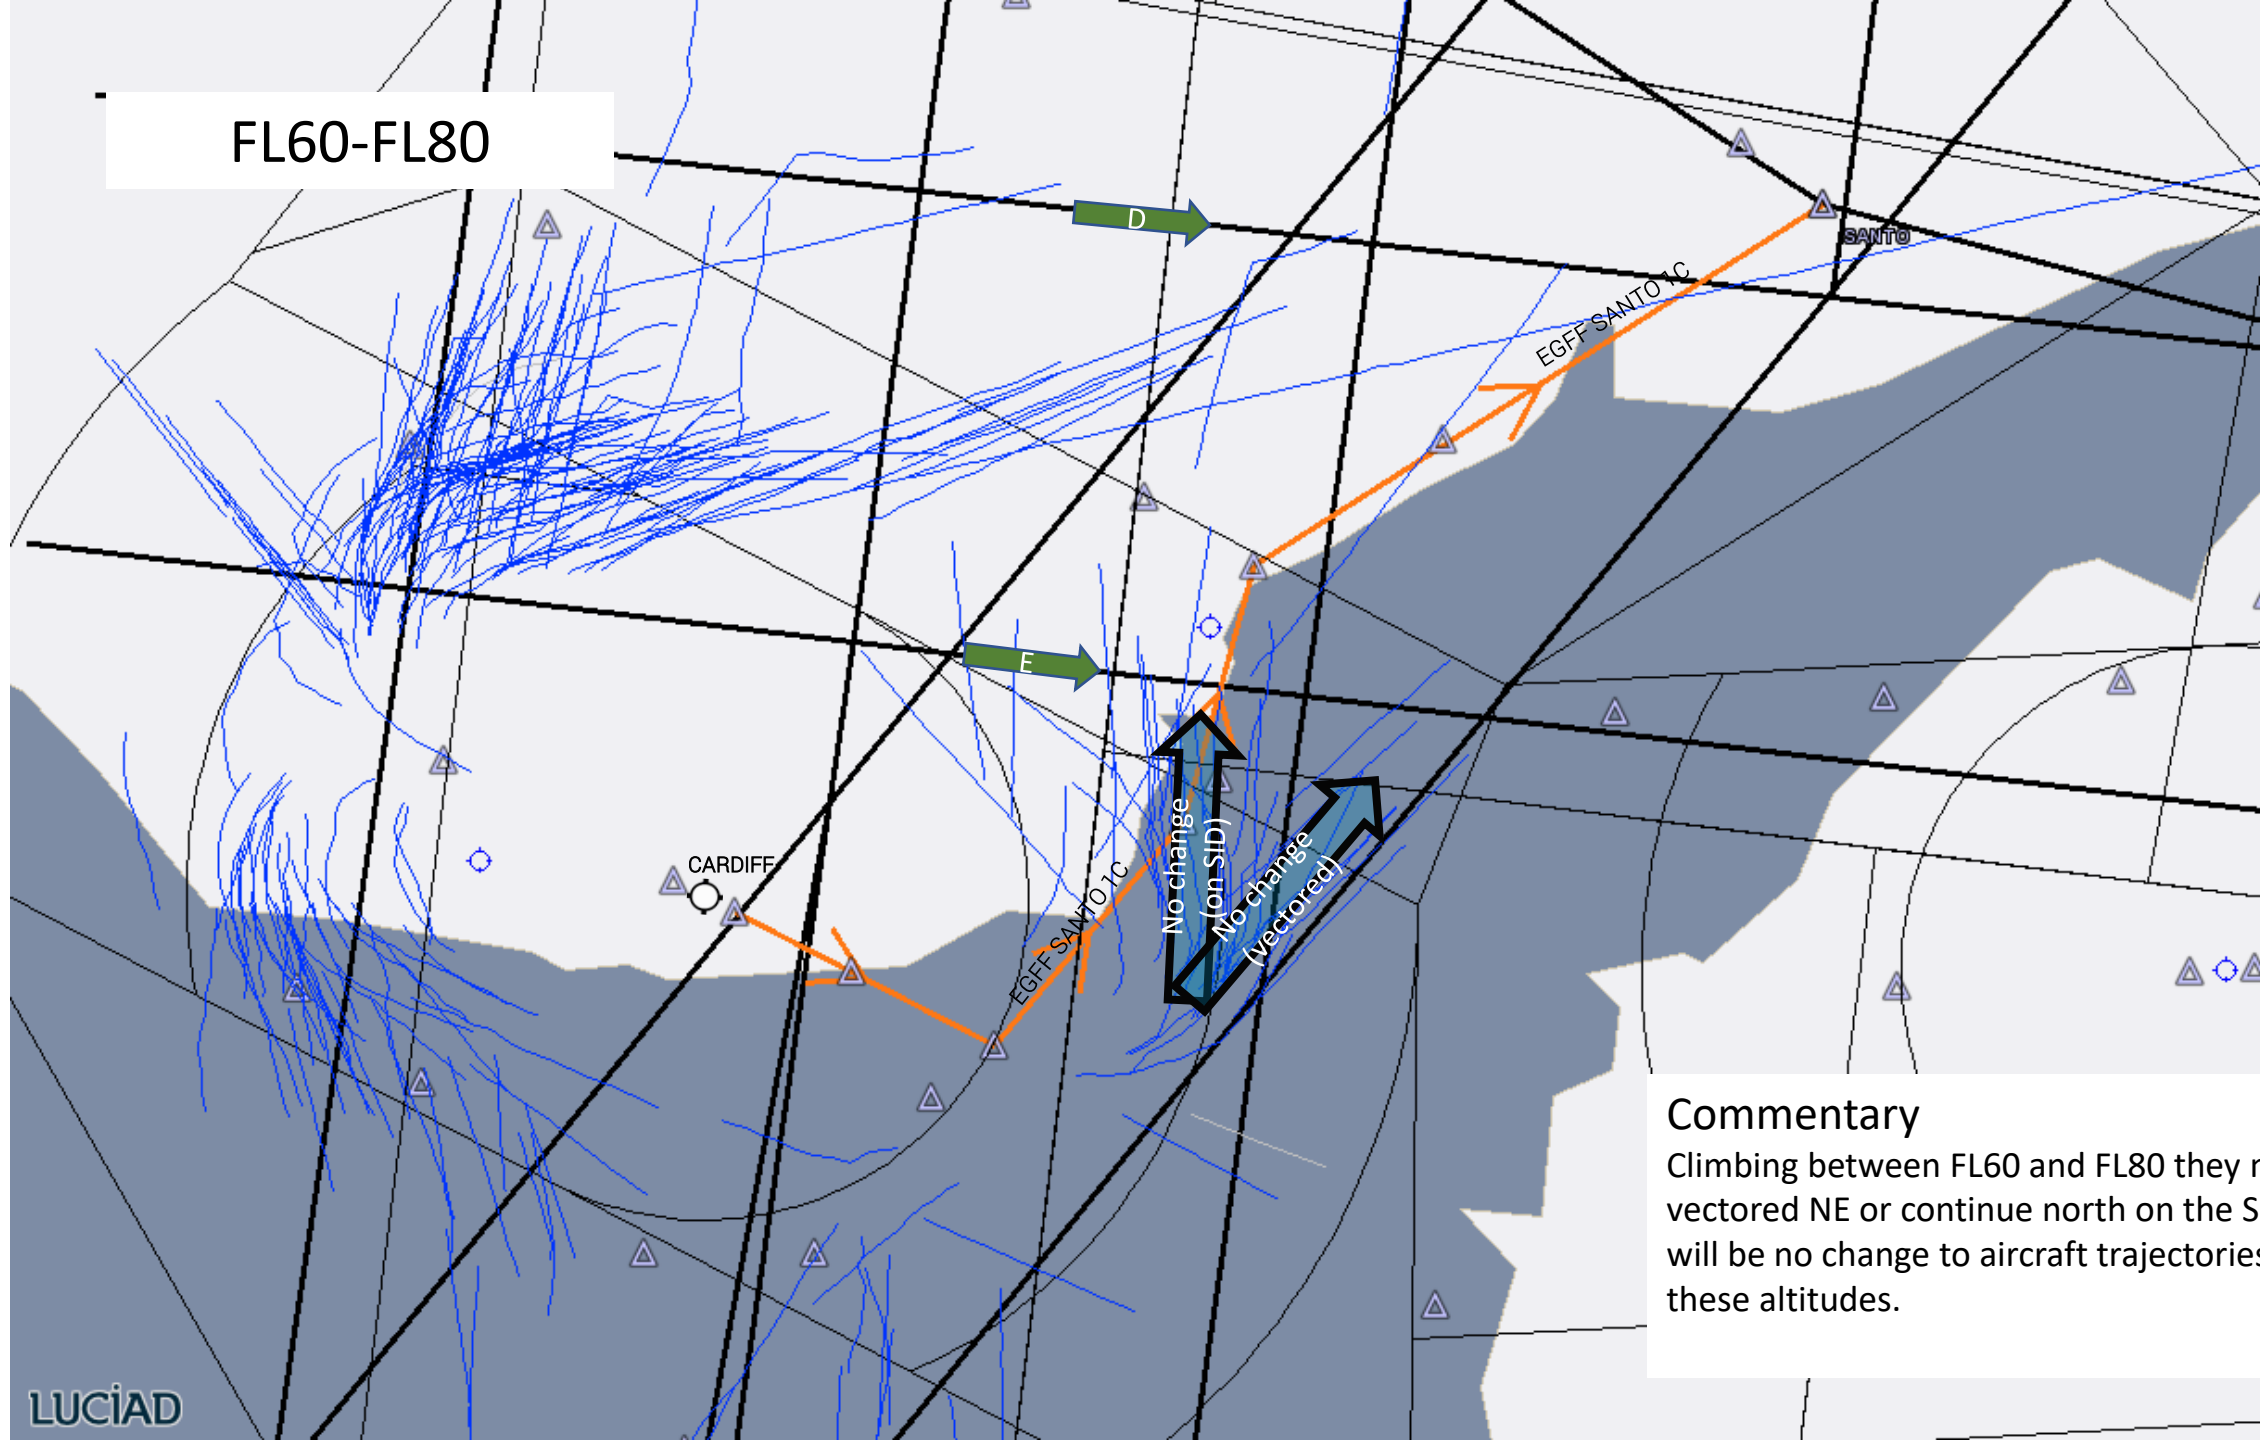 FL60-FL80
D
SANTO
EGFF SANTO 1C
E
No change
(on SID)
No change
(vectored)
CARDIFF
EGFF SANTO 1C
Commentary
Climbing between FL60 and FL80 they
vectored NE or continue north on the
will be no change to aircraft trajectories
these altitudes.
LUCIAD